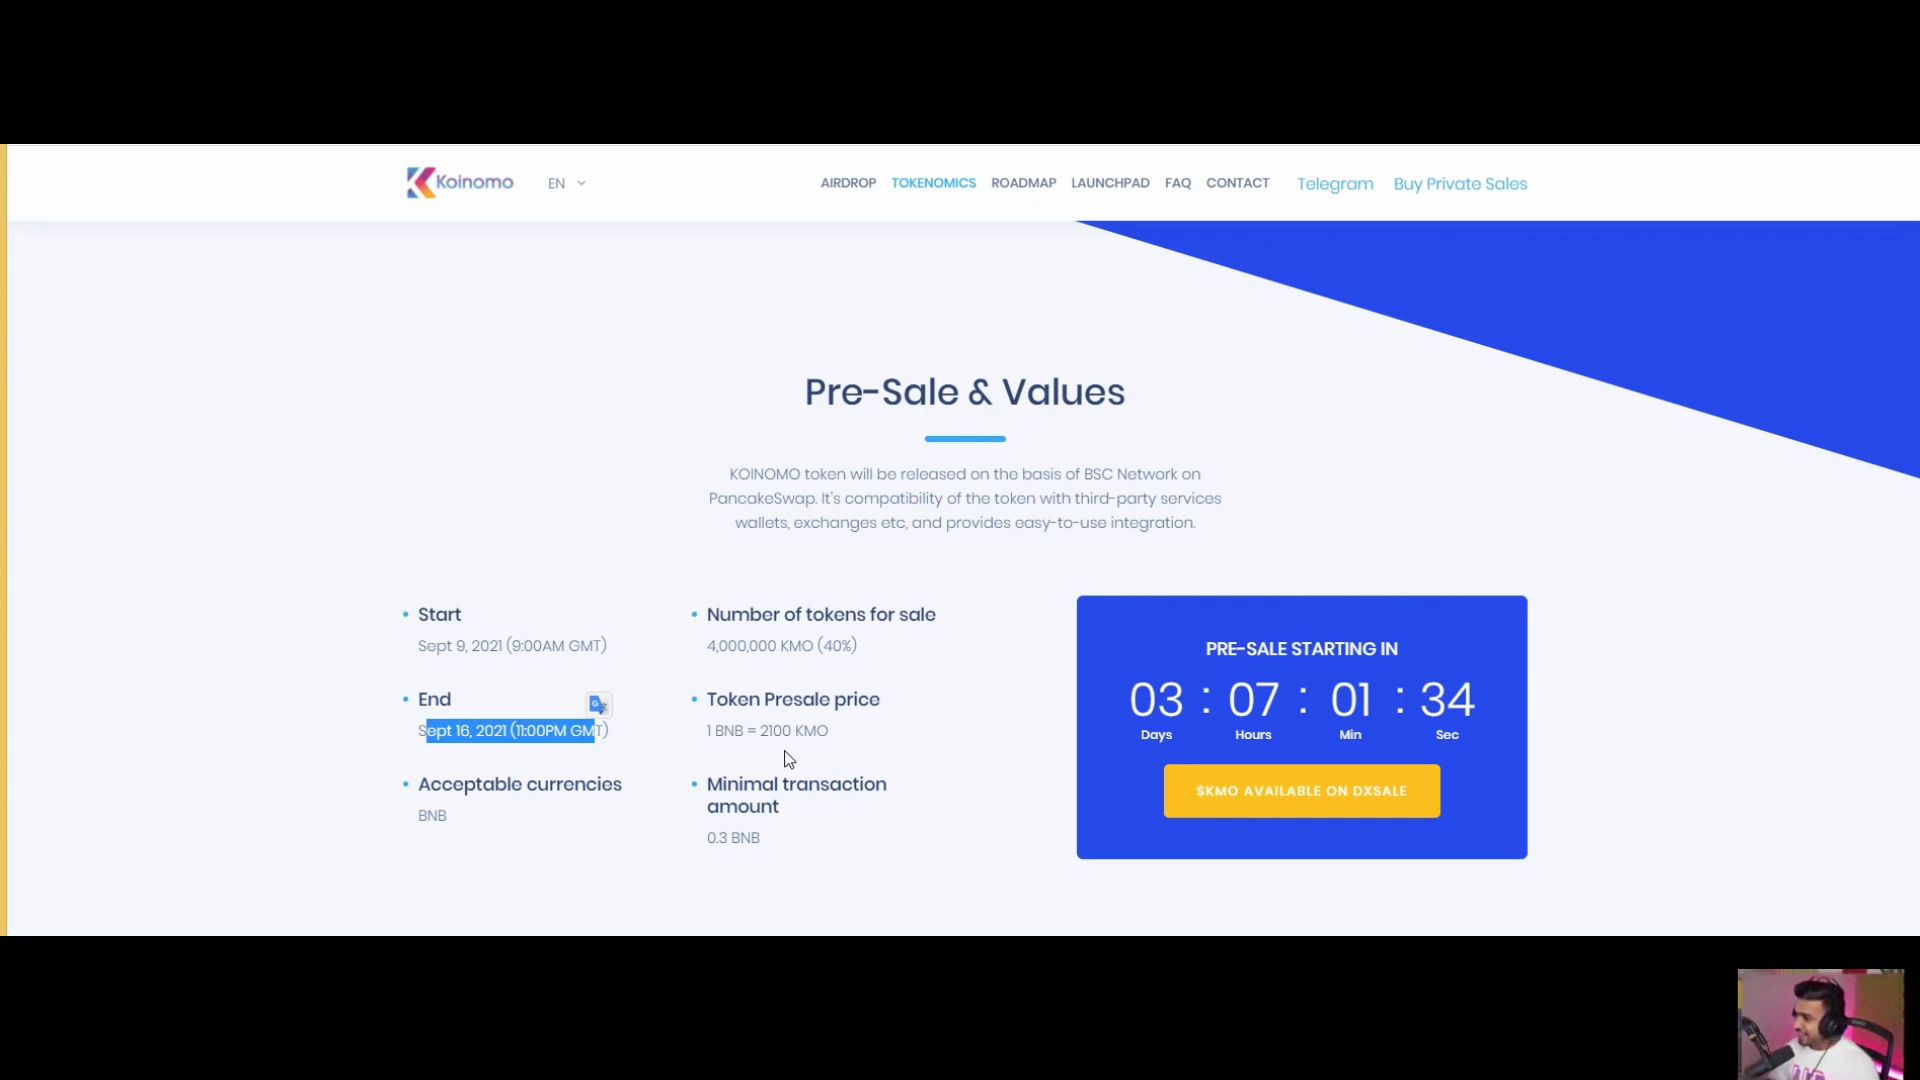 Koinomo
EN
AIRDROP TOKENOMICS ROADMAP LAUNCHPAD FAQ CONTACT Telegram Buy Private Sales
Pre-Sale & Values
KOINOMO token will be released on the basis of BSC Network on
PancakeSwap. It's compatibility of the token with third-party services
wallets, exchanges etc, and provides easy-to-use integration.
Start
Sept 9, 2021 (9:00AM GMT)
End
Sept 16, 2021 (11:00PM GMT)
Acceptable currencies
BNB
Number of tokens for sale
4,000,000 KMO (40%)
Token Presale price
1 BNB = 2100 KMO
Minimal transaction
amount
0.3 BNB
PRE-SALE STARTING IN
03 : 07 : 01 : 34
Days Hours Min Sec
$KMO AVAILABLE ON DXSALE